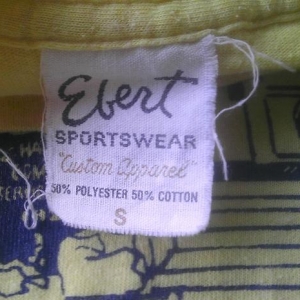 Ebert
SPORTSWEAR
"Custom Apparel"
50% POLYESTER 50% COTTON
S